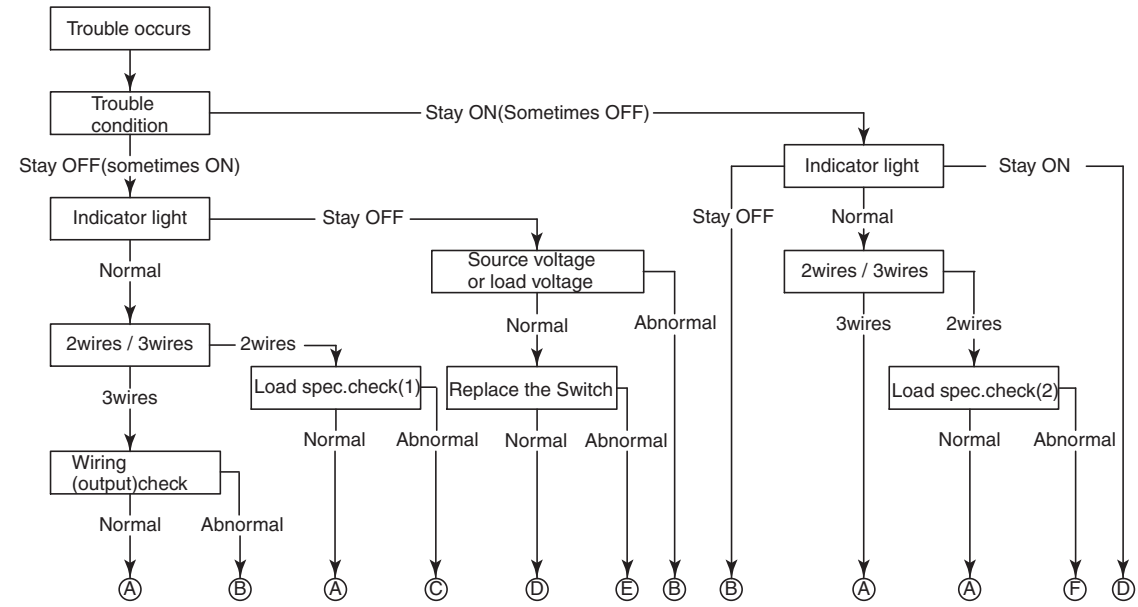 Trouble occurs
Trouble
condition
Stay ON(Sometimes OFF)
Stay OFF(sometimes ON)
Indicator light
Stay ON
Indicator light
Stay OFF
Stay OFF
Normal
Source voltage
or load voltage
Normal
2wires / 3wires
Normal
Abnormal
3wires
2wires
2wires / 3wires
2wires
Load spec.check(1)
Replace the Switch
Load spec.check(2)
3wires
Normal
Abnormal
Normal
Abnormal
Normal
Abnormal
Wiring
(output)check
Normal
Abnormal
A
B
A
C
D
E
B
B
A
A
F
D